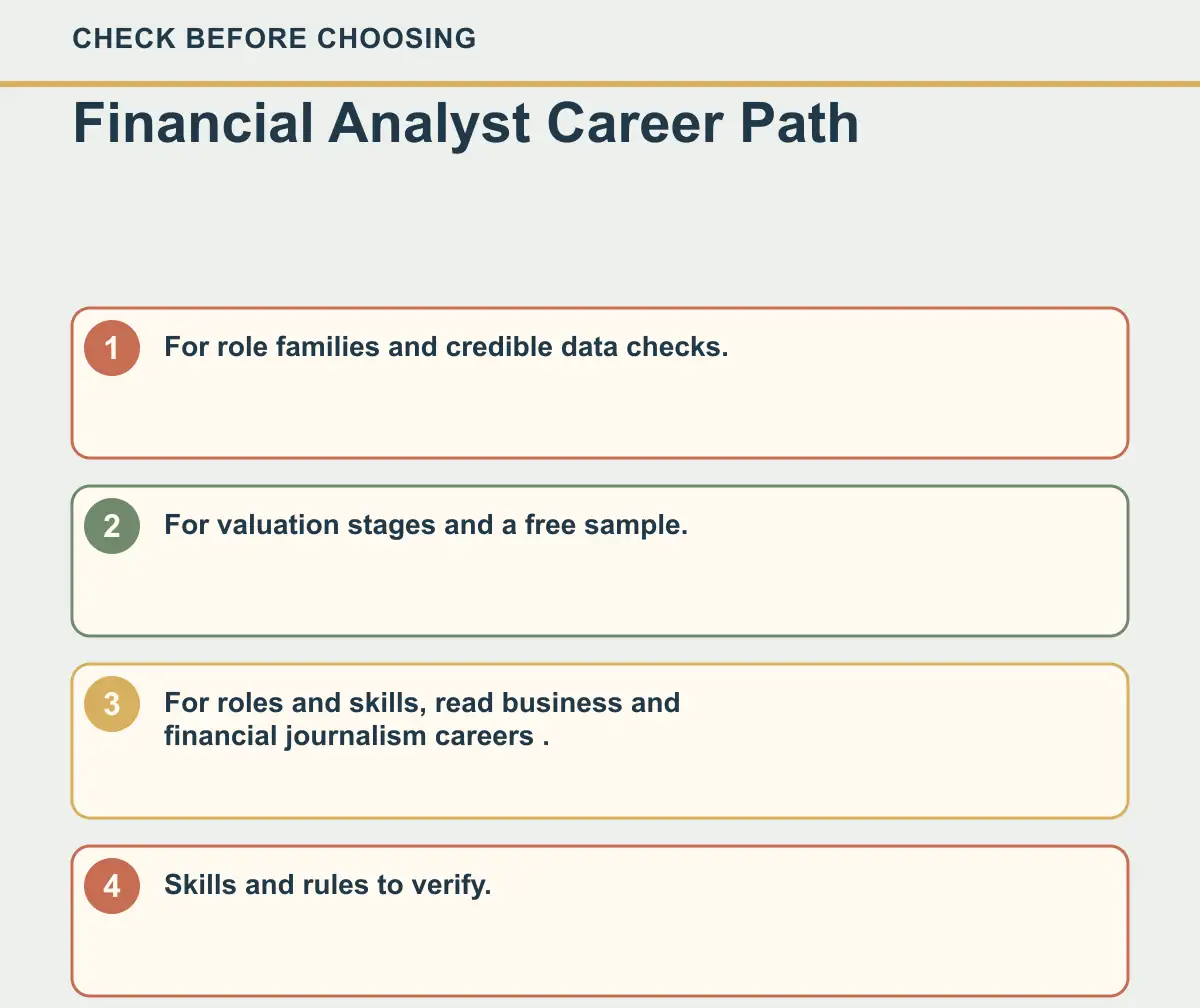 CHECK BEFORE CHOOSING
Financial Analyst Career Path
1
For role families and credible data checks.
2
For valuation stages and a free sample.
3
For roles and skills, read business and
financial journalism careers .
4
Skills and rules to verify.